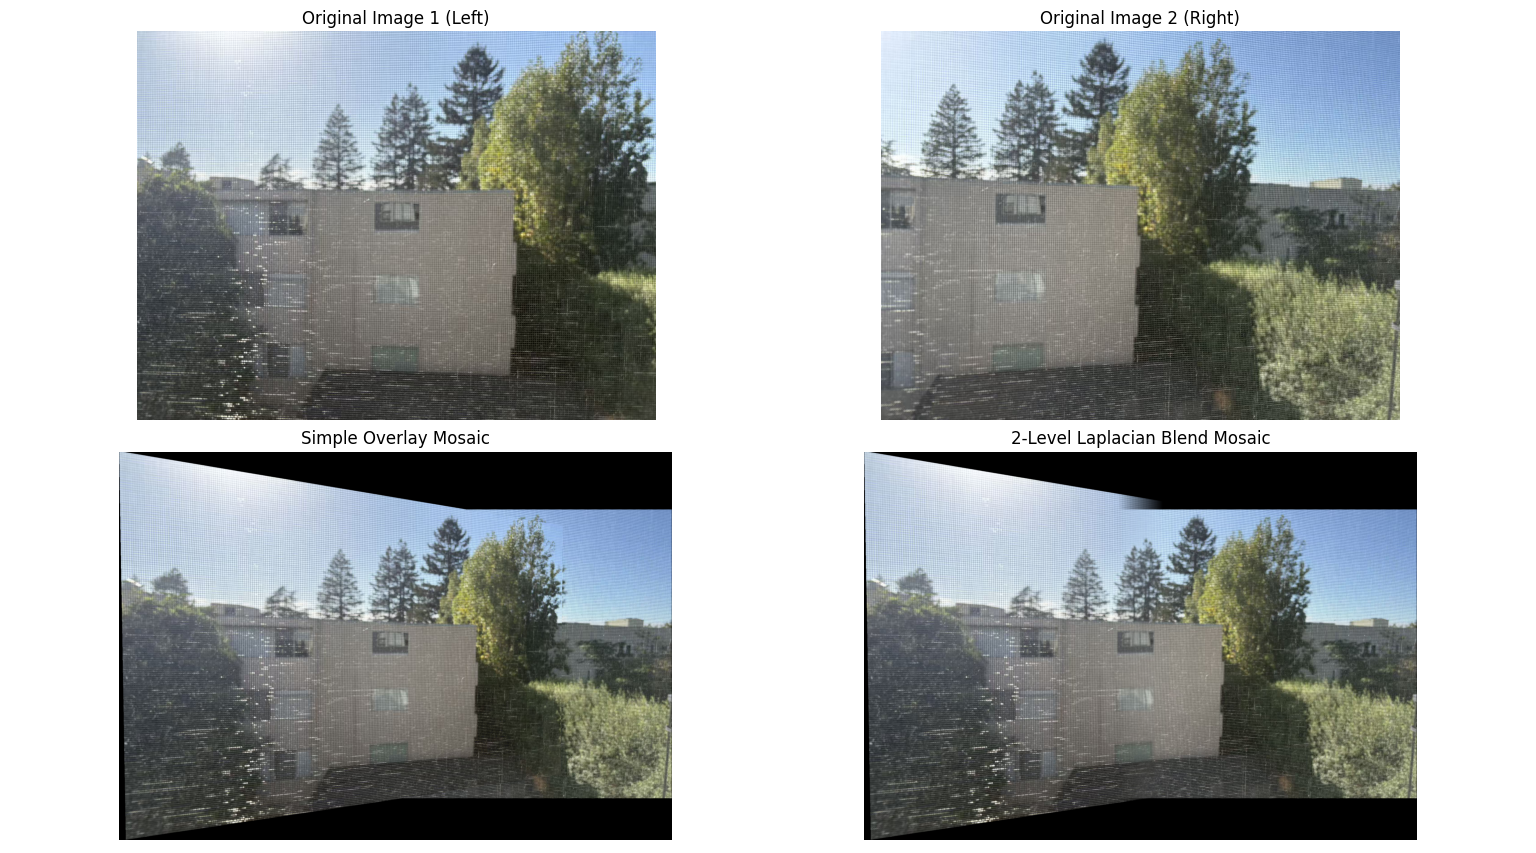 Original Image 1 (Left)
Original Image 2 (Right)
Simple Overlay Mosaic
2-Level Laplacian Blend Mosaic